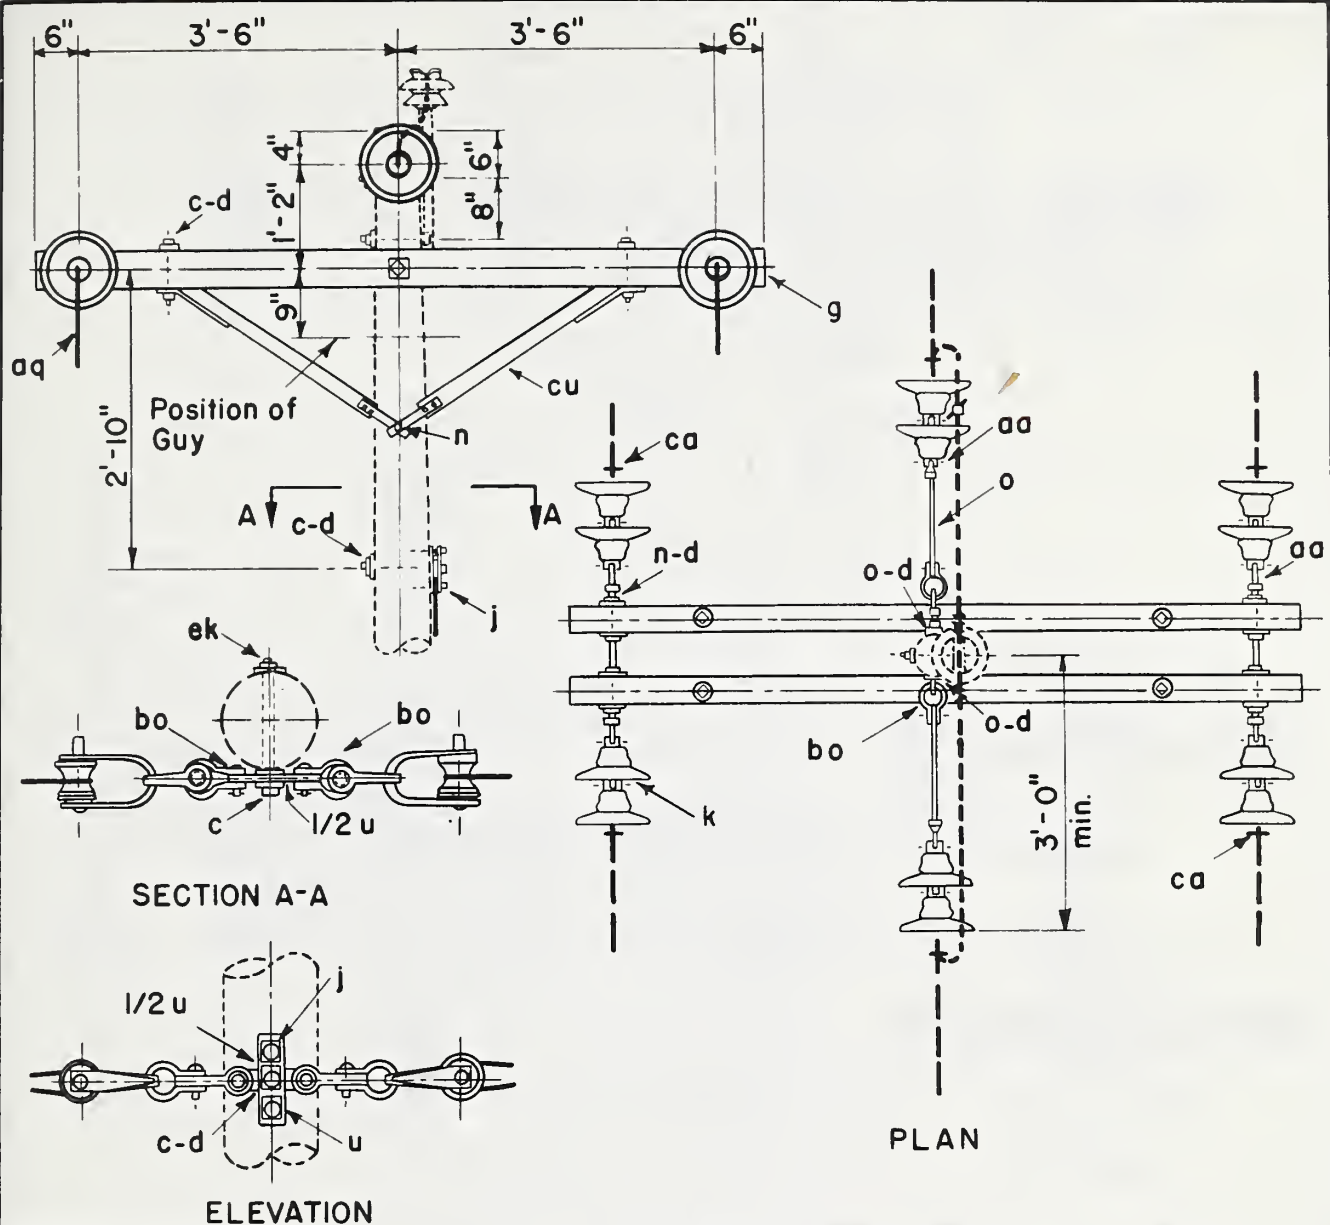 6" 3'-6" 3'-6" 6"
4"
6"
c-d
1'-2"
8"
g
9"
aq
cu
Position of
Guy
n
2'-10"
A A
c-d
j
ca
aa
o
n-d
o-d
aa
ek
bo bo
c 1/2 u
o-d
bo
k
3'-0"
min.
ca
SECTION A-A
1/2 u
j
c-d
u
ELEVATION
PLAN